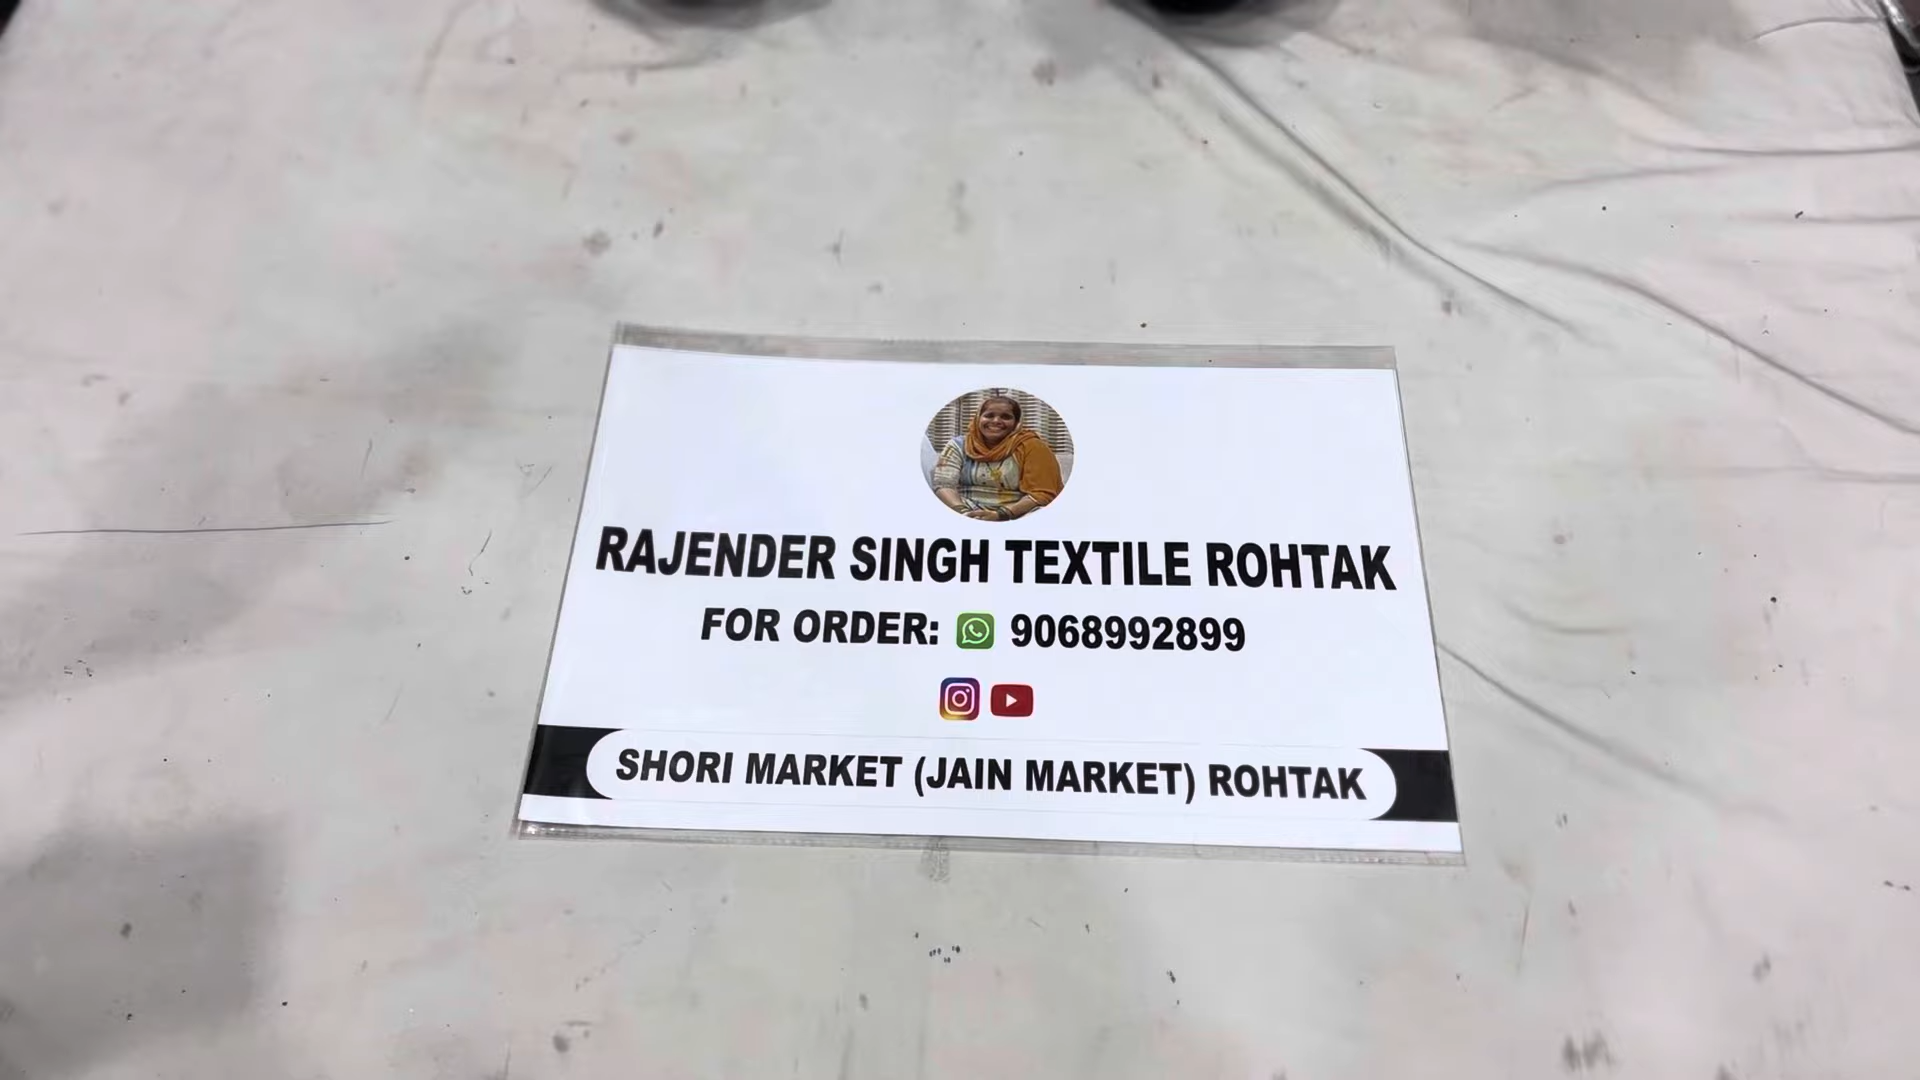 RAJENDER SINGH TEXTILE ROHTAK
FOR ORDER: 9068992899
SHORI MARKET (JAIN MARKET) ROHTAK